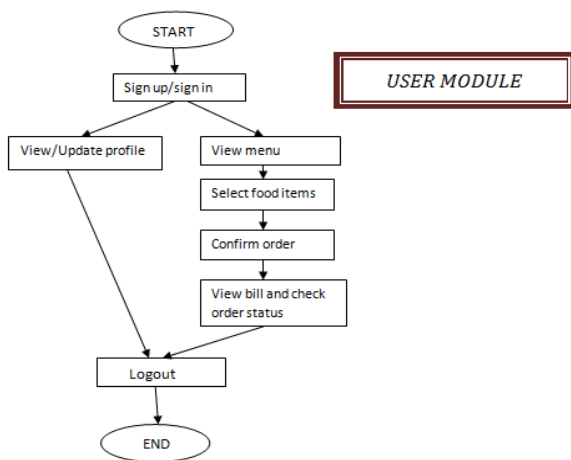 START
USER MODULE
Sign up/sign in
View/Update profile
View menu
Select food items
Confirm order
View bill and check
order status
Logout
END